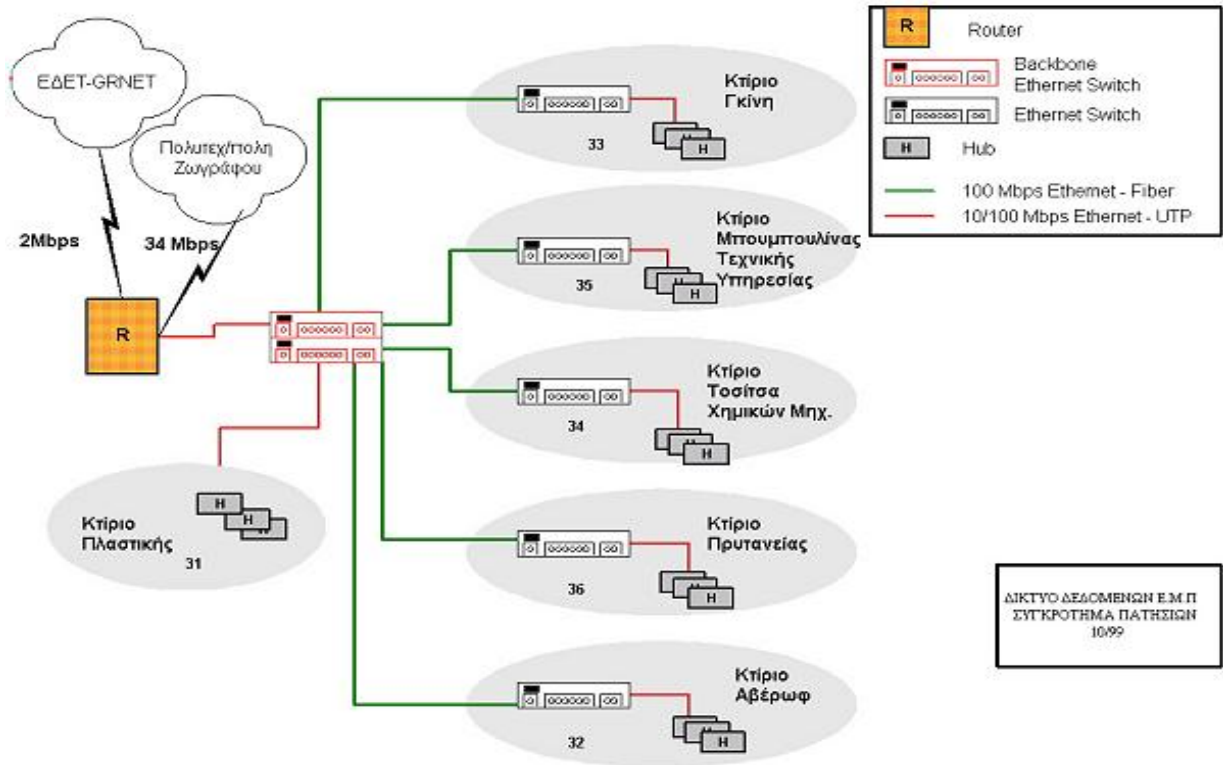 ΕΔΕΤ-GRNET
Πολυτεχ/πολη
Ζωγράφου
2Mbps
34 Mbps
R
Κτίριο
Γκίνη
33
H
H
Κτίριο
Μπουμπουλίνας
Τεχνικής
Υπηρεσίας
35
H
H
Κτίριο
Τοσίτσα
Χημικών Μηχ.
34
H
H
Κτίριο
Πλαστικής
31
H
H
H
Κτίριο
Πρυτανείας
36
H
H
Κτίριο
Αβέρωφ
32
H
H
R
Router
Backbone
Ethernet Switch
Ethernet Switch
H
Hub
100 Mbps Ethernet - Fiber
10/100 Mbps Ethernet - UTP
ΔΙΚΤΥΟ ΔΕΔΟΜΕΝΩΝ Ε.Μ.Π
ΣΥΓΚΡΟΤΗΜΑ ΠΑΤΗΣΙΩΝ
10/99